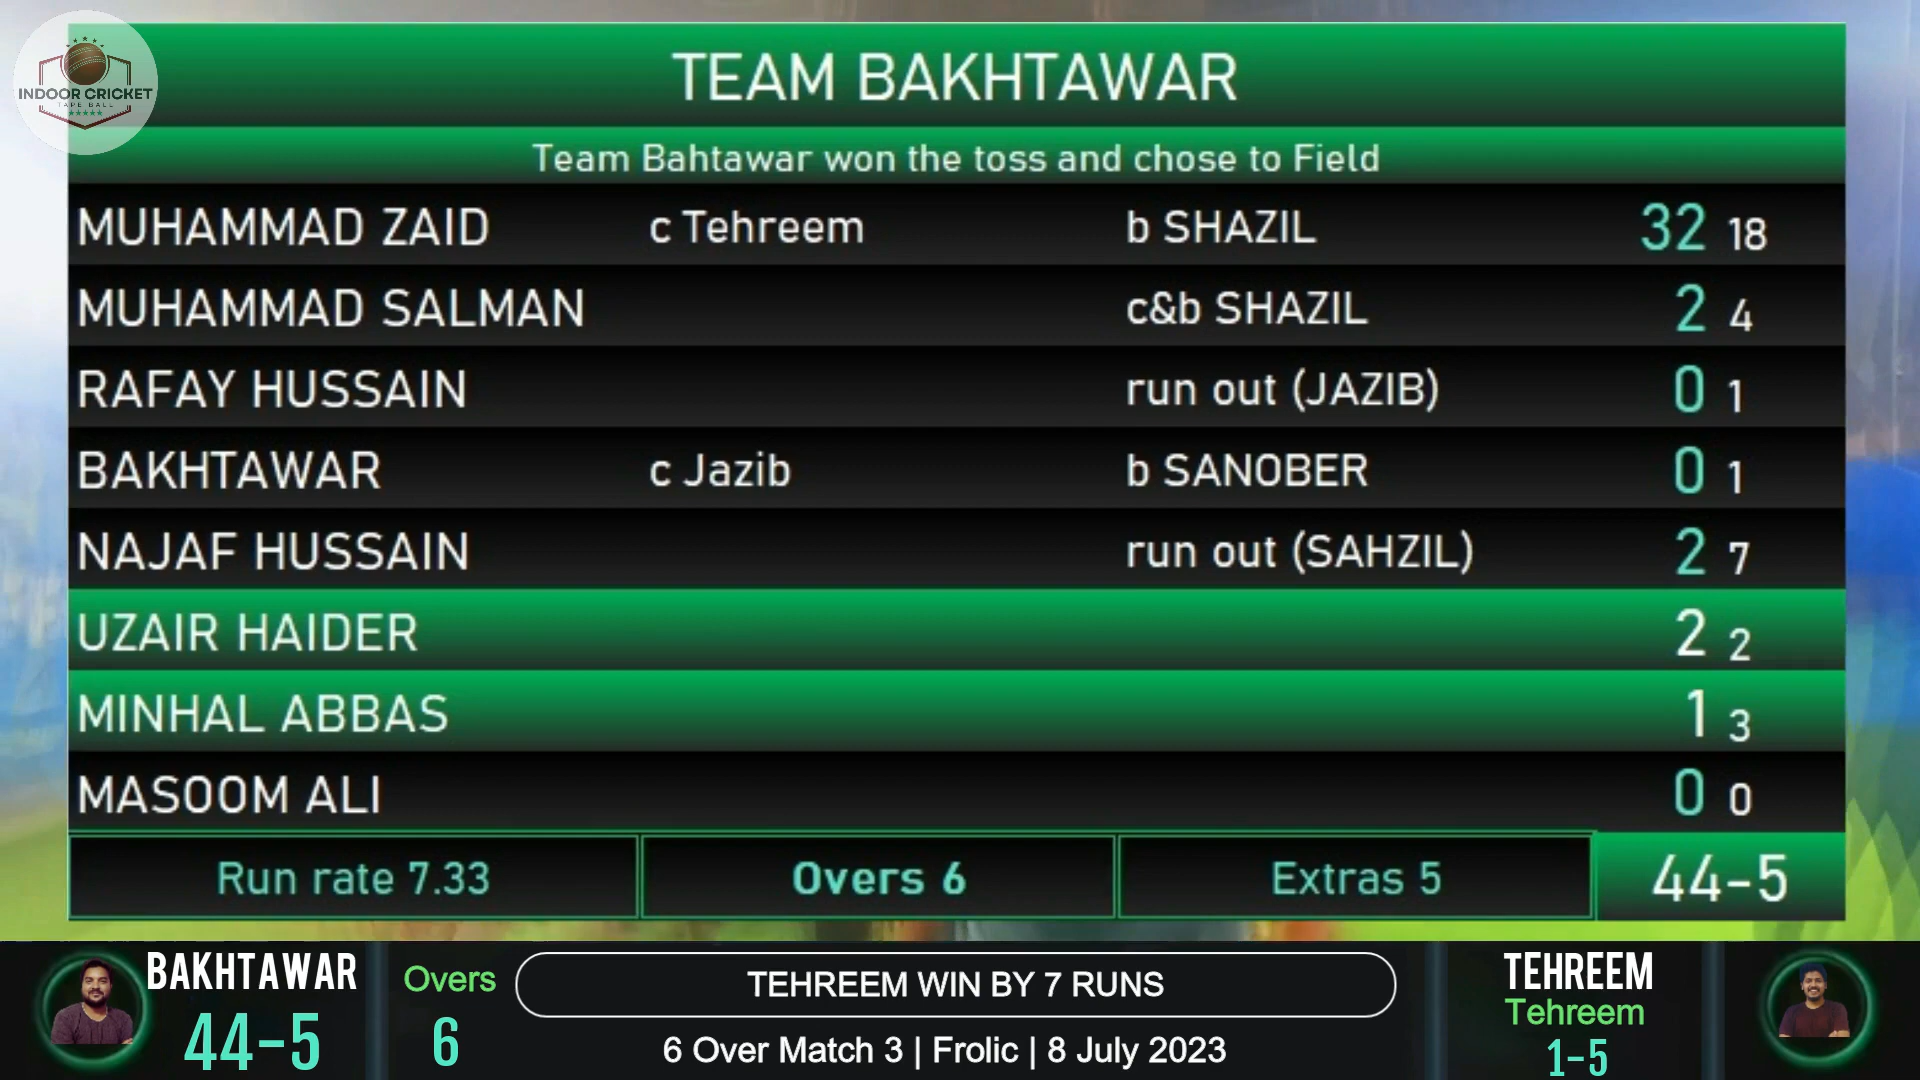 INDOOR CRICKET
TAPE BALL
TEAM BAKHTAWAR
Team Bahtawar won the toss and chose to Field
MUHAMMAD ZAID c Tehreem b SHAZIL 32 18
MUHAMMAD SALMAN c&b SHAZIL 2 4
RAFAY HUSSAIN run out (JAZIB) 0 1
BAKHTAWAR c Jazib b SANOBER 0 1
NAJAF HUSSAIN run out (SAHZIL) 2 7
UZAIR HAIDER 2 2
MINHAL ABBAS 1 3
MASOOM ALI 0 0
Run rate 7.33 Overs 6 Extras 5 44-5
BAKHTAWAR
44-5
Overs
6
TEHREEM WIN BY 7 RUNS
6 Over Match 3 | Frolic | 8 July 2023
TEHREEM
Tehreem
1-5